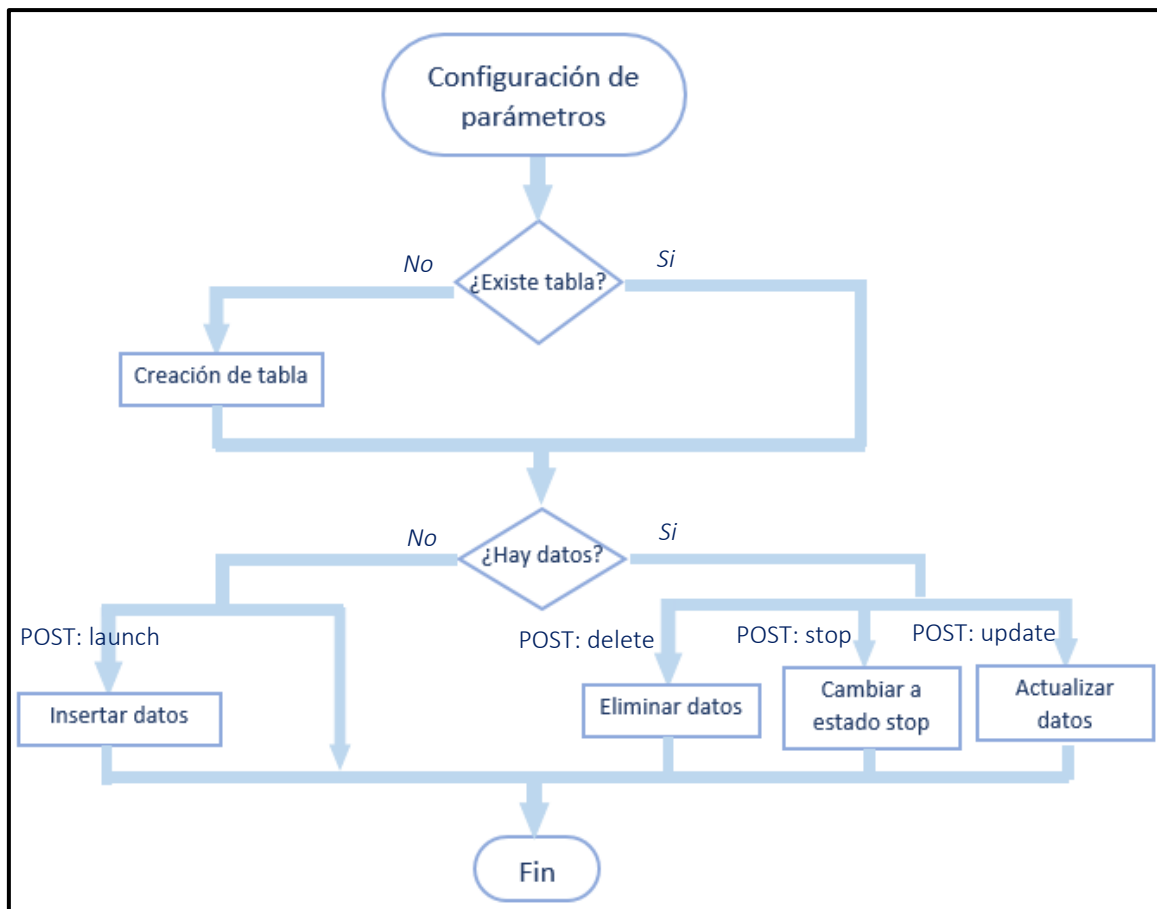 Configuración de
parámetros
No
Si
¿Existe tabla?
Creación de tabla
No
Si
¿Hay datos?
POST: launch
POST: delete
POST: stop
POST: update
Insertar datos
Eliminar datos
Cambiar a
estado stop
Actualizar
datos
Fin